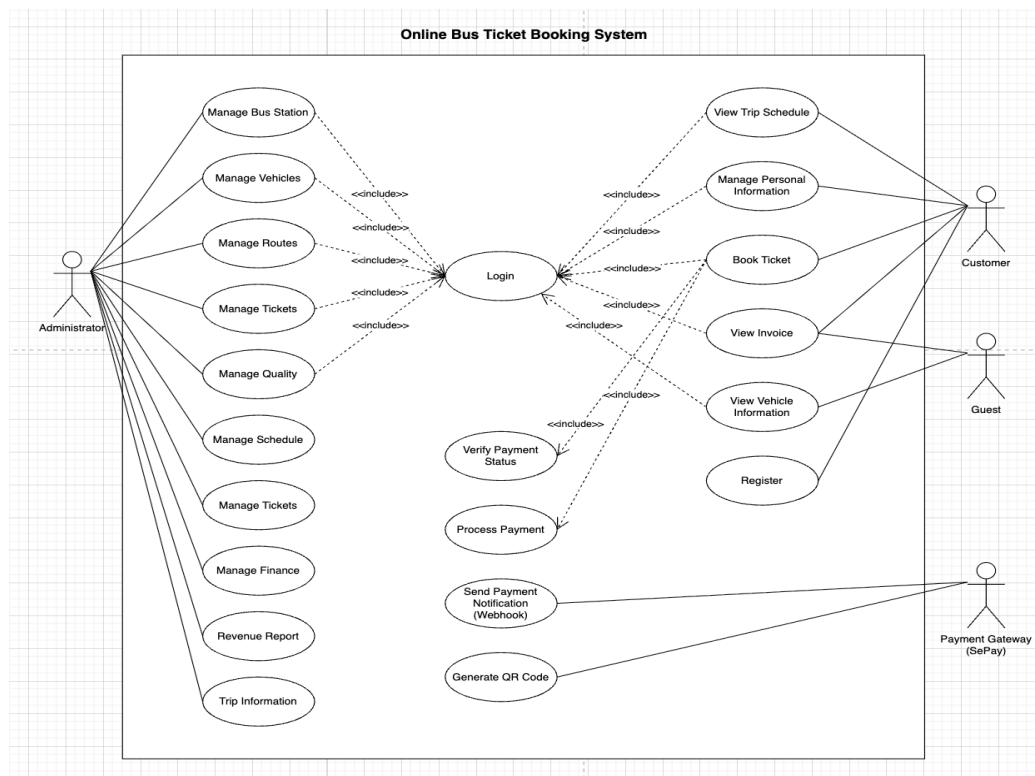 Online Bus Ticket Booking System
Manage Bus Station
View Trip Schedule
Manage Vehicles
Manage Personal
Information
<<include>>
<<include>>
<<include>>
<<include>>
Manage Routes
Book Ticket
<<include>>
<<include>>
Login
Customer
<<include>>
<<include>>
Manage Tickets
Administrator
<<include>>
<<include>>
View Invoice
Manage Quality
<<include>>
View Vehicle
Information
Guest
<<include>>
Manage Schedule
Verify Payment
Status
Register
Manage Tickets
Process Payment
Manage Finance
Send Payment
Notification
(Webhook)
Revenue Report
Payment Gateway
(SePay)
Generate QR Code
Trip Information